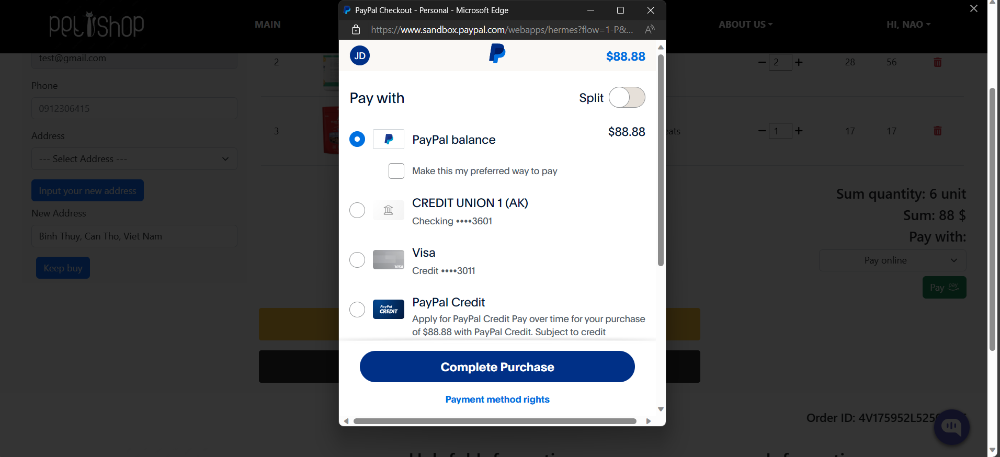 PayPal Checkout - Personal - Microsoft Edge
https://www.sandbox.paypal.com/webapps/hermes?flow=1-P&...
petshop
MAIN
ABOUT US
HI, NAO
JD
$88.88
Pay with
Split
PayPal balance
$88.88
Make this my preferred way to pay
CREDIT UNION 1 (AK)
Checking ••••3601
VISA
Visa
Credit ••••3011
PayPal
CREDIT
PayPal Credit
Apply for PayPal Credit Pay over time for your purchase
of $88.88 with PayPal Credit. Subject to credit
Complete Purchase
Payment method rights
test@gmail.com
Phone
0912306415
Address
--- Select Address ---
Input your new address
New Address
Binh Thuy, Can Tho, Viet Nam
Keep buy
2 2 28 56
3 eats 1 17 17
Sum quantity: 6 unit
Sum: 88 $
Pay with:
Pay online
Pay pay
Order ID: 4V175952L525